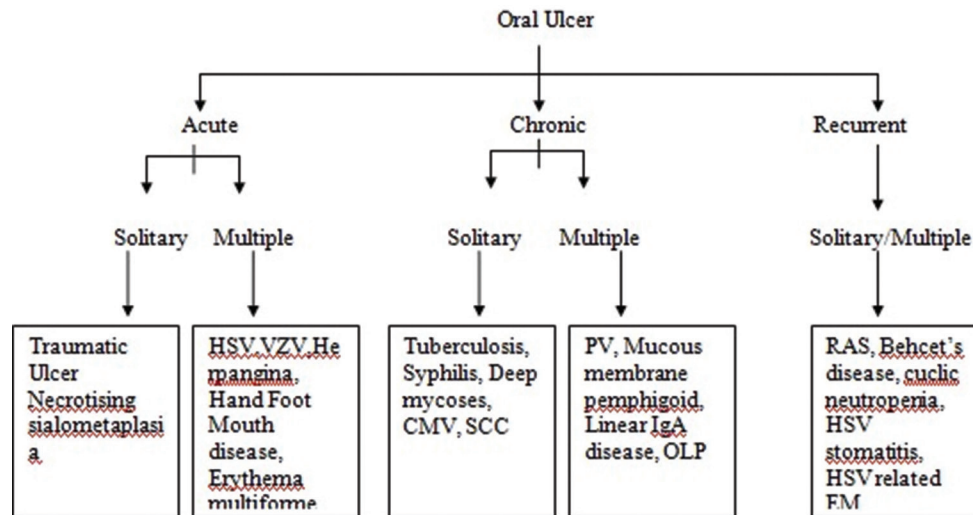 Oral Ulcer
Acute
Chronic
Recurrent
Solitary
Multiple
Solitary
Multiple
Solitary/Multiple
Traumatic
Ulcer
Necrotising
sialometaplasi
a
HSV,VZV,He
rpangina,
Hand Foot
Mouth
disease,
Erythema
multiforme
Tuberculosis,
Syphilis, Deep
mycoses,
CMV, SCC
PV, Mucous
membrane
pemphigoid,
Linear IgA
disease, OLP
RAS, Behcet's
disease, cuclic
neutropenia,
HSV
stomatitis,
HSV related
EM